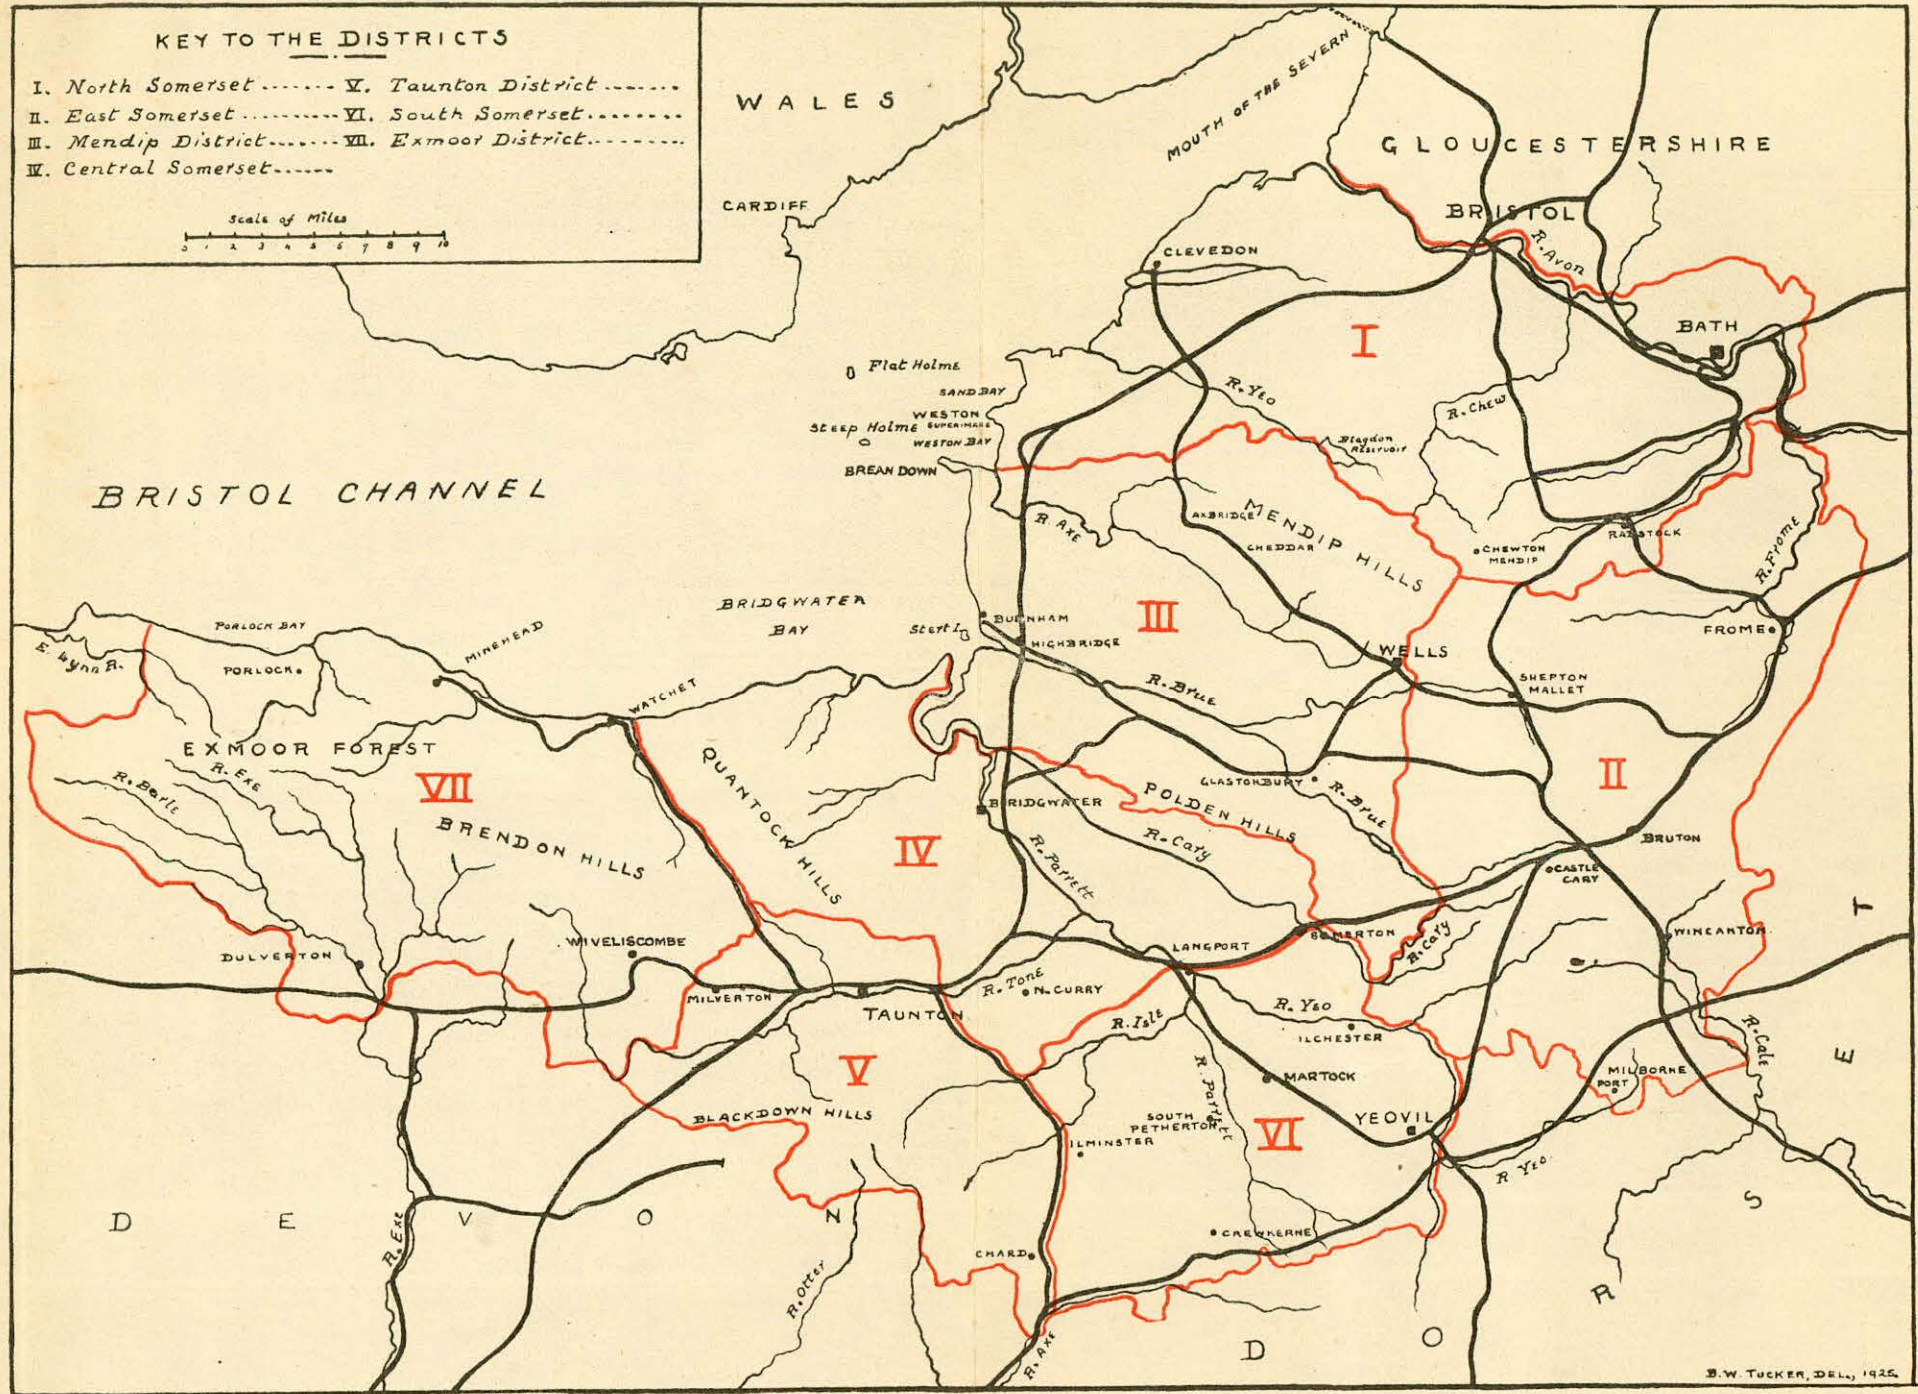 KEY TO THE DISTRICTS
I. North Somerset ....... V. Taunton District .......
II. East Somerset .......... VI. South Somerset ........
III. Mendip District ....... VII. Exmoor District .........
IV. Central Somerset ......
Scale of Miles
0 1 2 3 4 5 6 7 8 9 10
WALES
MOUTH OF THE SEVERN
GLOUCESTERSHIRE
CARDIFF
BRISTOL
R. Avon
CLEVEDON
I
BATH
Flat Holme
SAND BAY
R. Yeo
R. Chew
WESTON
SUPER-MARE
Steep Holme
WESTON BAY
Blagdon
Reservoir
BREAN DOWN
BRISTOL CHANNEL
R. AXE
AXBRIDGE
MENDIP HILLS
CHEDDAR
CHEWTON
MENDIP
RADSTOCK
R. Frome
BRIDGWATER
BAY
Stert I.
BURNHAM
HIGHBRIDGE
III
FROME
PORLOCK BAY
MINEHEAD
E. Lynn R.
PORLOCK
WELLS
SHEPTON
MALLET
WATCHET
R. Brue
EXMOOR FOREST
QUANTOCK HILLS
R. Exe
R. Barle
VII
BRENDON HILLS
GLASTONBURY
R. Brue
II
BRIDGWATER
POLDEN HILLS
IV
R. Parrett
R. Cary
BRUTON
CASTLE
CARY
DULVERTON
WIVELISCOMBE
LANGPORT
SOMERTON
R. Cary
WINCANTON
MILVERTON
TAUNTON
R. Tone
N. CURRY
R. Isle
R. Yeo
ILCHESTER
R. Cale
V
R. Parrett
MARTOCK
MILBORNE
PORT
BLACKDOWN HILLS
SOUTH
PETHERTON
ILMINSTER
VI
YEOVIL
R. Yeo
DEVON
R. Exe
CREWKERNE
CHARD
R. Otter
R. AXE
DORSET
B.W. TUCKER, DEL., 1925.